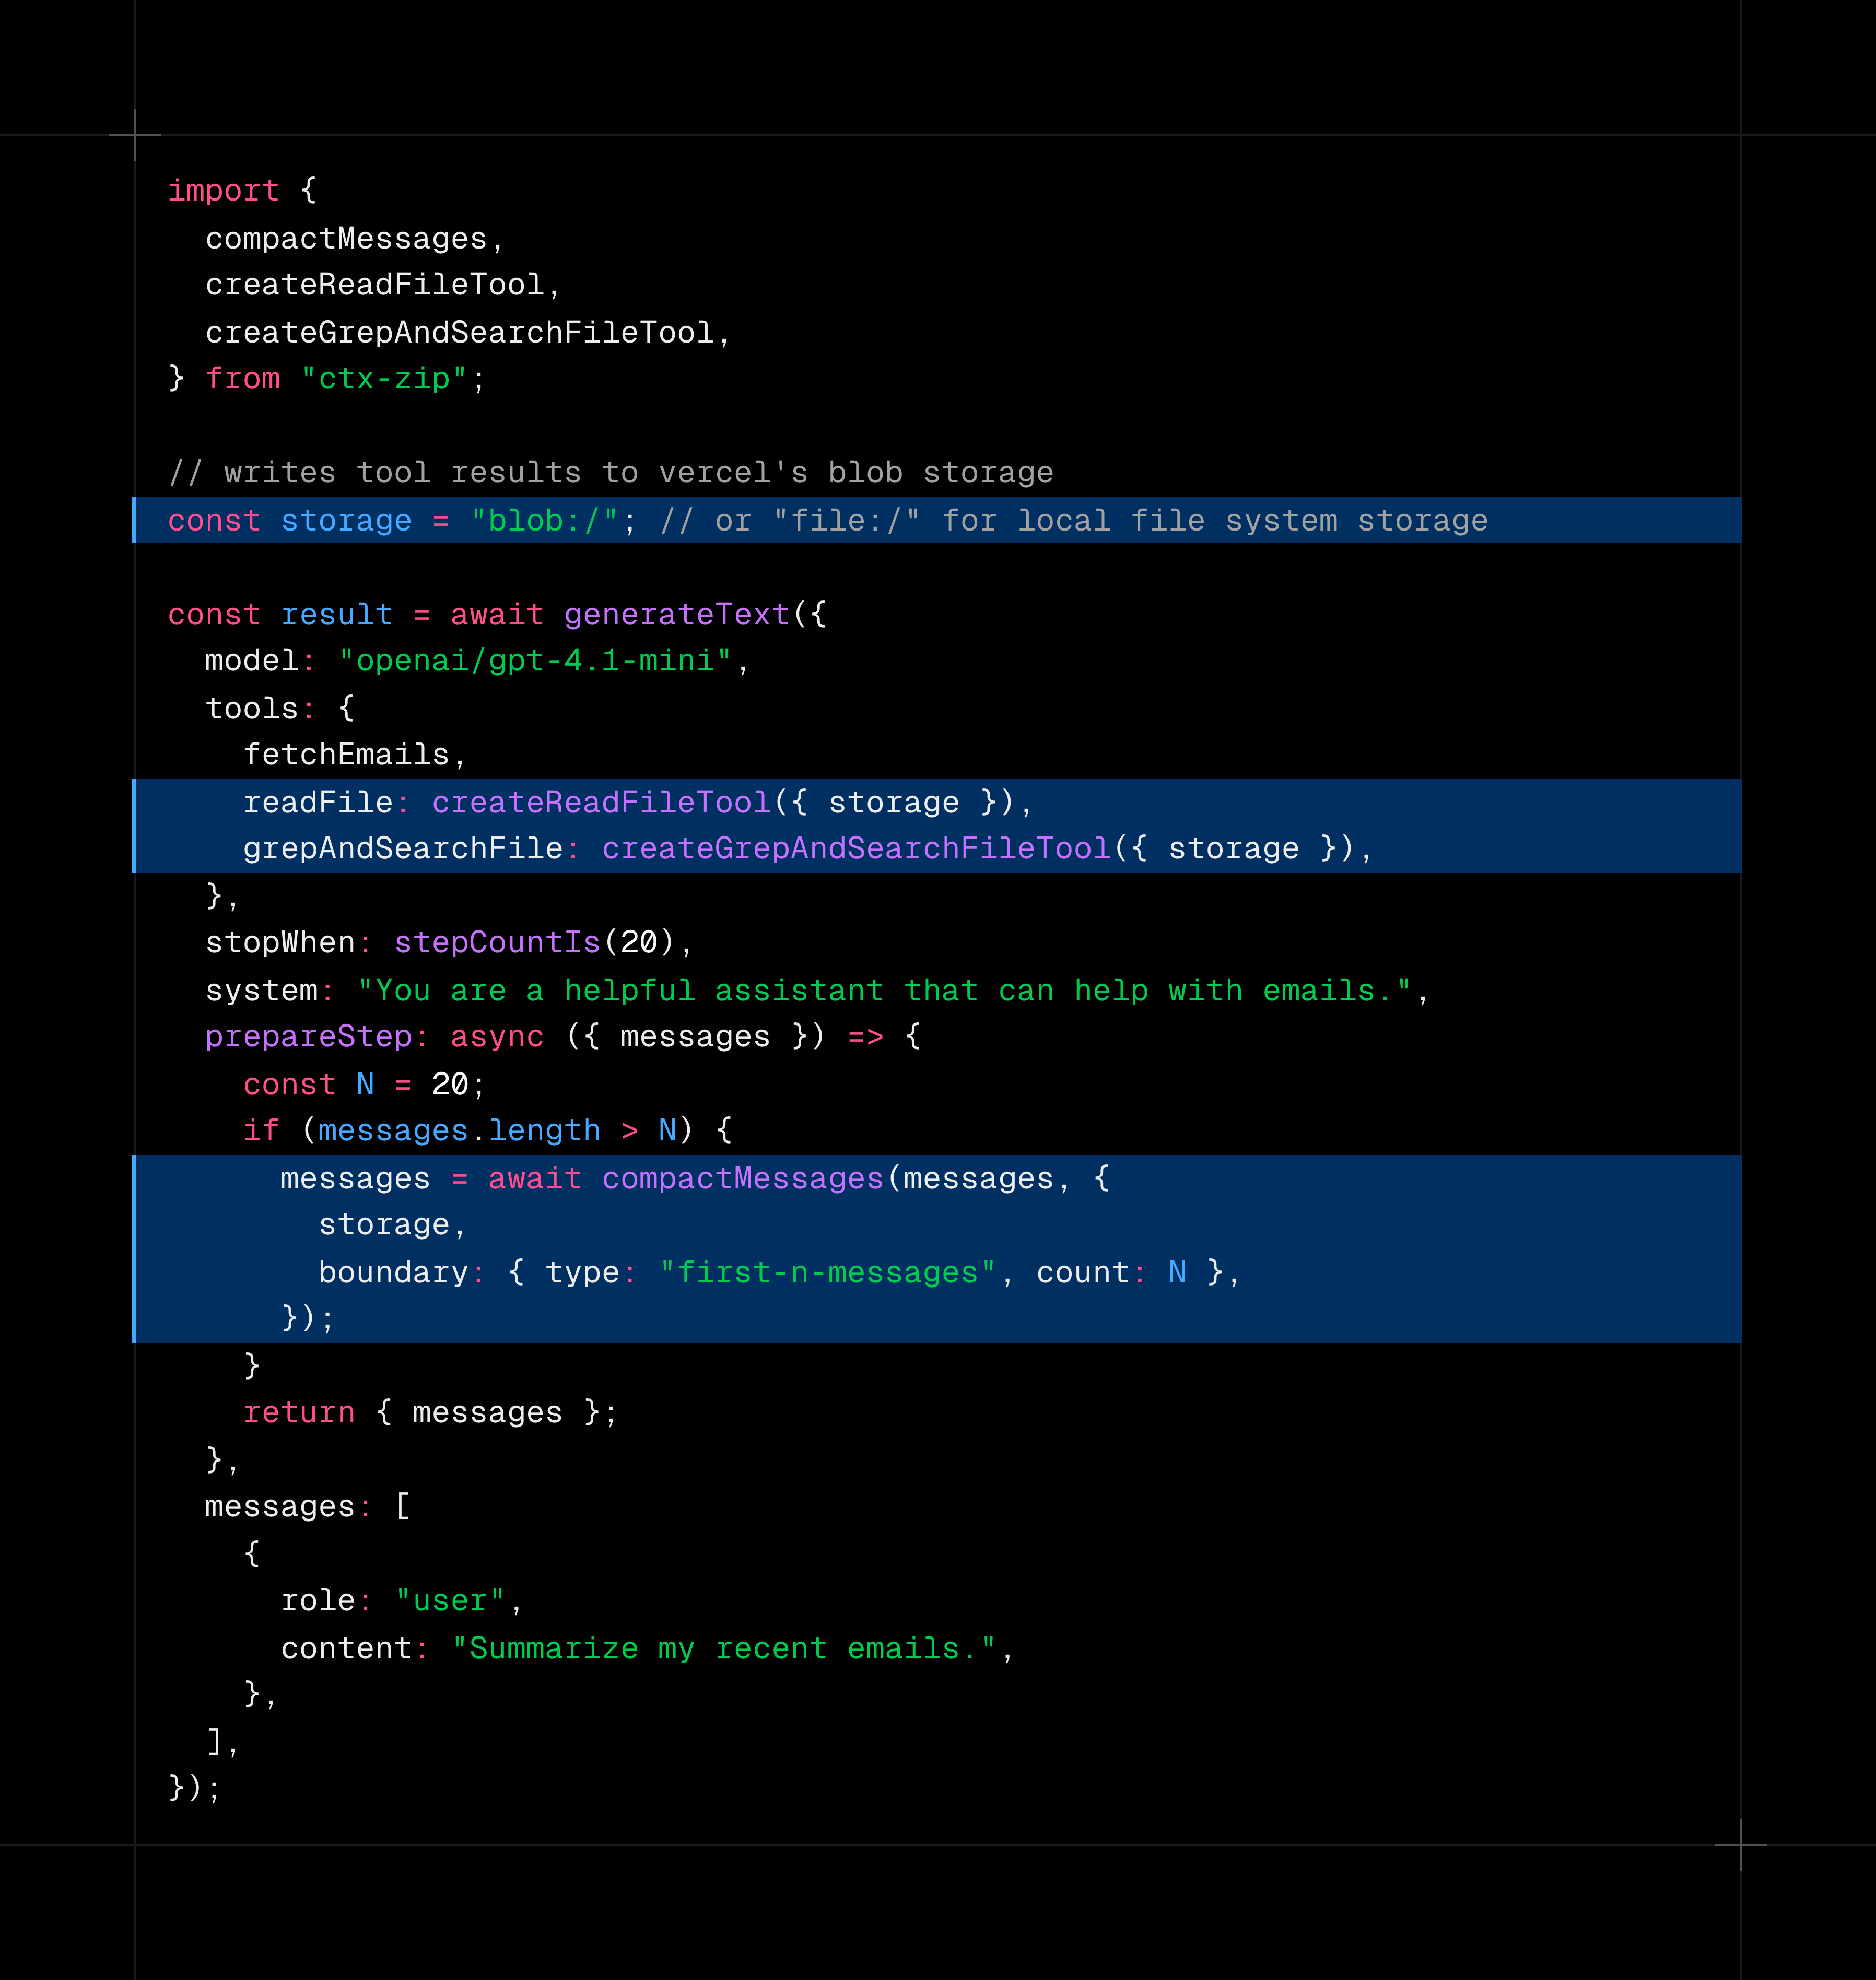 import {
  compactMessages,
  createReadFileTool,
  createGrepAndSearchFileTool,
} from "ctx-zip";

// writes tool results to vercel's blob storage
const storage = "blob:/"; // or "file:/" for local file system storage

const result = await generateText({
  model: "openai/gpt-4.1-mini",
  tools: {
    fetchEmails,
    readFile: createReadFileTool({ storage }),
    grepAndSearchFile: createGrepAndSearchFileTool({ storage }),
  },
  stopWhen: stepCountIs(20),
  system: "You are a helpful assistant that can help with emails.",
  prepareStep: async ({ messages }) => {
    const N = 20;
    if (messages.length > N) {
      messages = await compactMessages(messages, {
        storage,
        boundary: { type: "first-n-messages", count: N },
      });
    }
    return { messages };
  },
  messages: [
    {
      role: "user",
      content: "Summarize my recent emails.",
    },
  ],
});